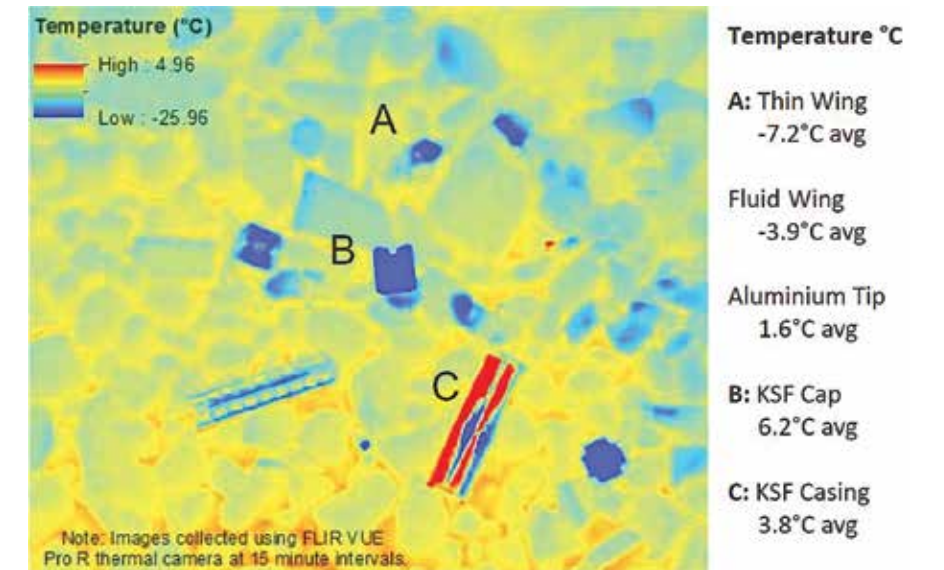 Temperature (°C)
High : 4.96
Low : -25.96
A
B
C
Note: Images collected using FLIR VUE
Pro R thermal camera at 15 minute intervals.
Temperature °C
A: Thin Wing
-7.2°C avg
Fluid Wing
-3.9°C avg
Aluminium Tip
1.6°C avg
B: KSF Cap
6.2°C avg
C: KSF Casing
3.8°C avg